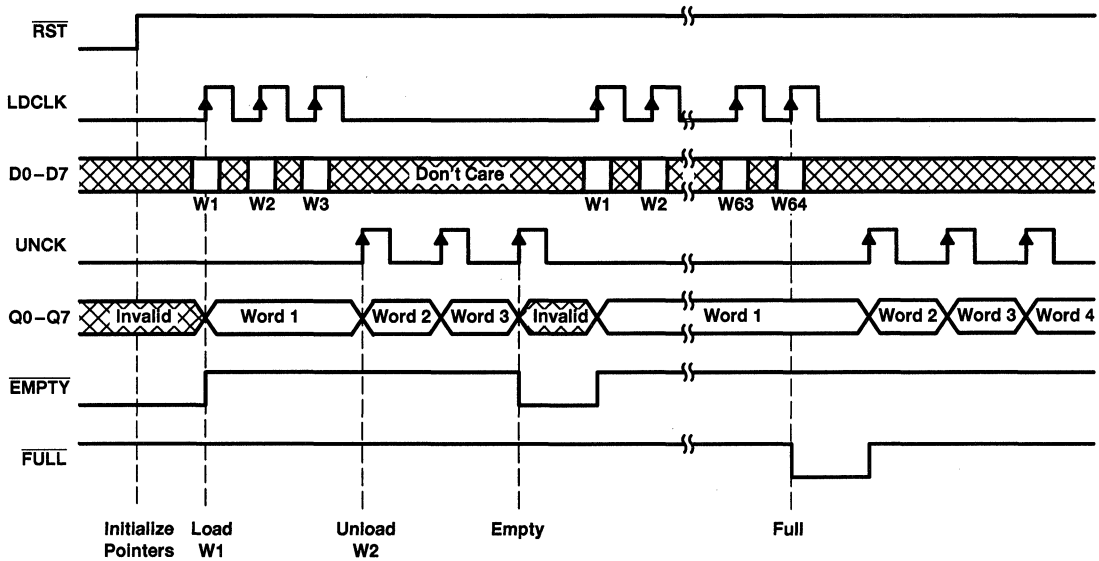 RST
LDCLK
D0–D7
Don't Care
W1 W2 W3 W1 W2 W63 W64
UNCK
Q0–Q7
Invalid Word 1 Word 2 Word 3 Invalid Word 1 Word 2 Word 3 Word 4
EMPTY
FULL
Initialize
Pointers
Load
W1
Unload
W2
Empty
Full